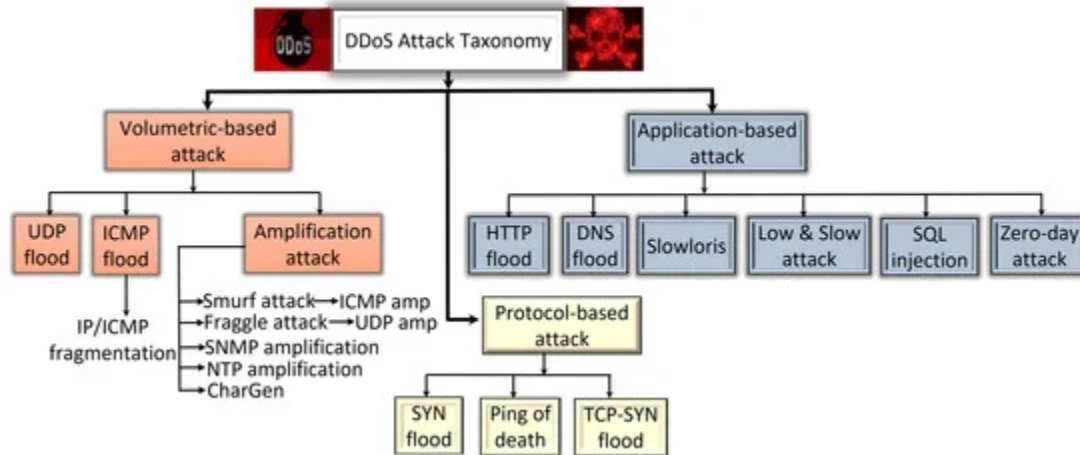 DDoS
DDoS Attack Taxonomy
Volumetric-based
attack
Application-based
attack
UDP
flood
ICMP
flood
Amplification
attack
HTTP
flood
DNS
flood
Slowloris
Low & Slow
attack
SQL
injection
Zero-day
attack
IP/ICMP
fragmentation
Smurf attack ICMP amp
Fraggle attack UDP amp
SNMP amplification
NTP amplification
CharGen
Protocol-based
attack
SYN
flood
Ping of
death
TCP-SYN
flood